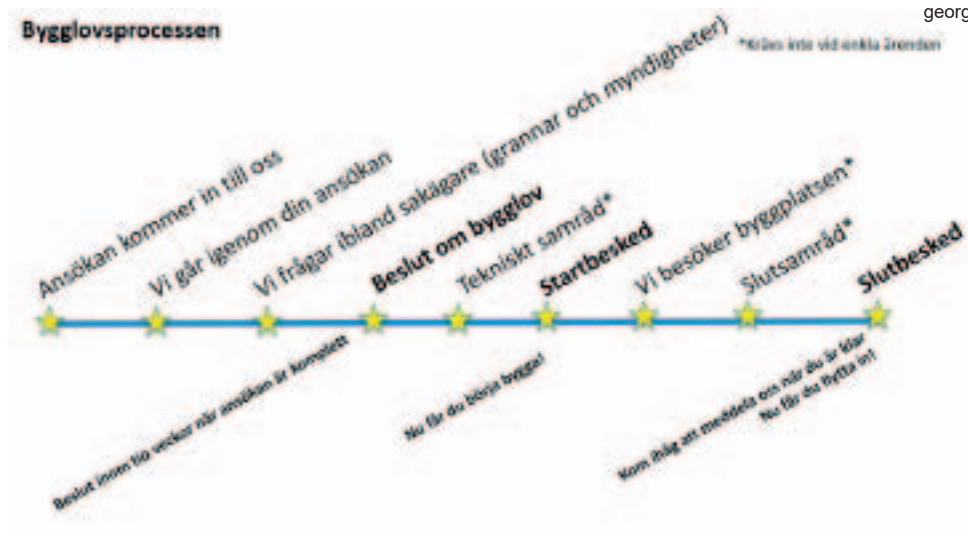 georg
Bygglovsprocessen
*Krävs inte vid enkla ärenden
Ansökan kommer in till oss
Vi går igenom din ansökan
Vi frågar ibland sakägare (grannar och myndigheter)
Beslut om bygglov
Tekniskt samråd*
Startbesked
Vi besöker byggplatsen*
Slutsamråd*
Slutbesked
Beslut inom tio veckor när ansökan är komplett
Nu får du börja bygga!
Kom ihåg att meddela oss när du är klar
Nu får du flytta in!